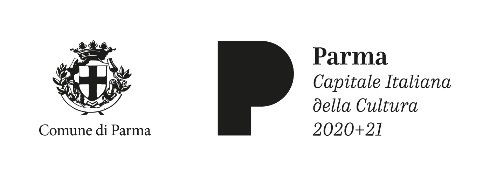 Comune di Parma
P
Parma
Capitale Italiana
della Cultura
2020+21